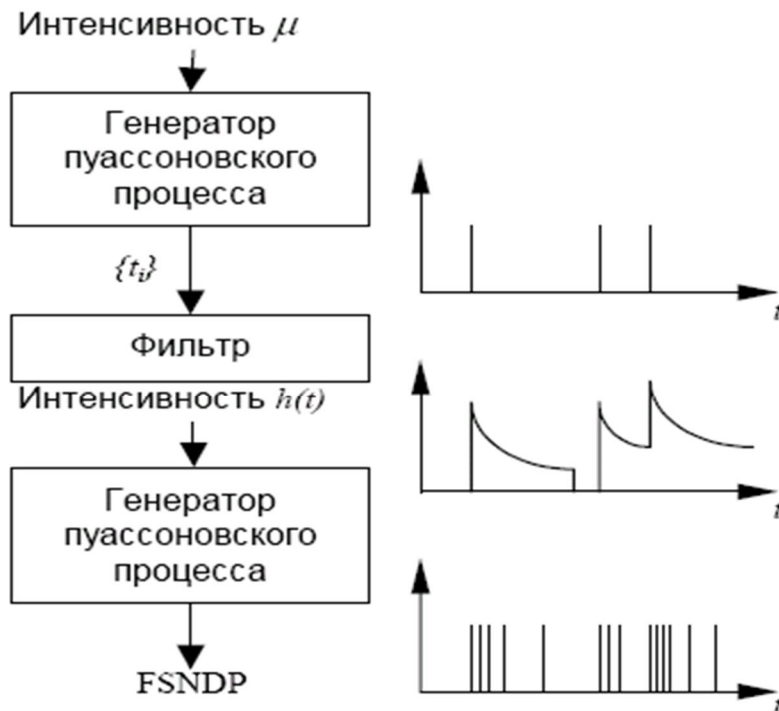 Интенсивность μ
Генератор
пуассоновского
процесса
{tᵢ}
t
Фильтр
Интенсивность h(t)
t
Генератор
пуассоновского
процесса
FSNDP
t